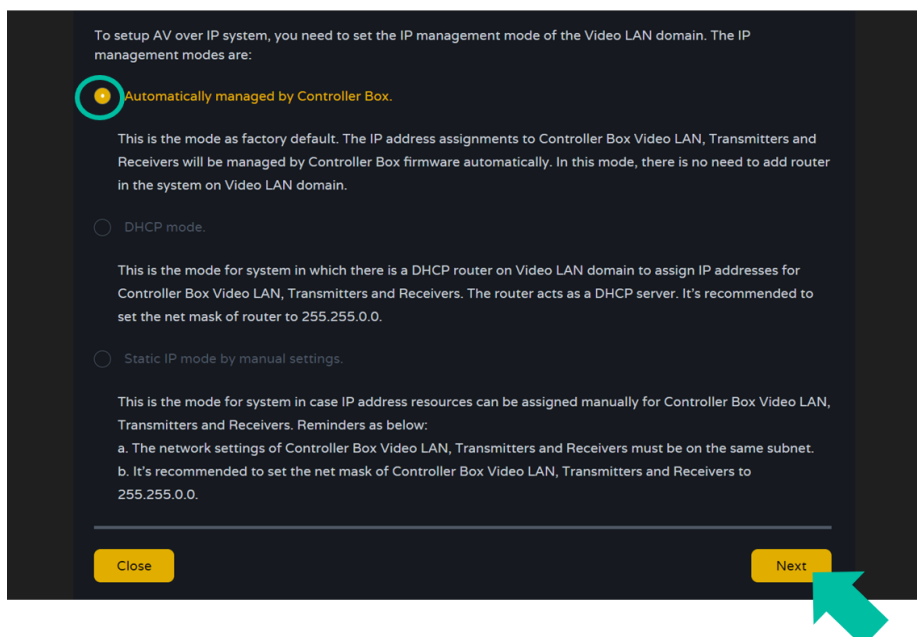 To setup AV over IP system, you need to set the IP management mode of the Video LAN domain. The IP
management modes are:
Automatically managed by Controller Box.
This is the mode as factory default. The IP address assignments to Controller Box Video LAN, Transmitters and
Receivers will be managed by Controller Box firmware automatically. In this mode, there is no need to add router
in the system on Video LAN domain.
DHCP mode.
This is the mode for system in which there is a DHCP router on Video LAN domain to assign IP addresses for
Controller Box Video LAN, Transmitters and Receivers. The router acts as a DHCP server. It's recommended to
set the net mask of router to 255.255.0.0.
Static IP mode by manual settings.
This is the mode for system in case IP address resources can be assigned manually for Controller Box Video LAN,
Transmitters and Receivers. Reminders as below:
a. The network settings of Controller Box Video LAN, Transmitters and Receivers must be on the same subnet.
b. It's recommended to set the net mask of Controller Box Video LAN, Transmitters and Receivers to
255.255.0.0.
Close
Next